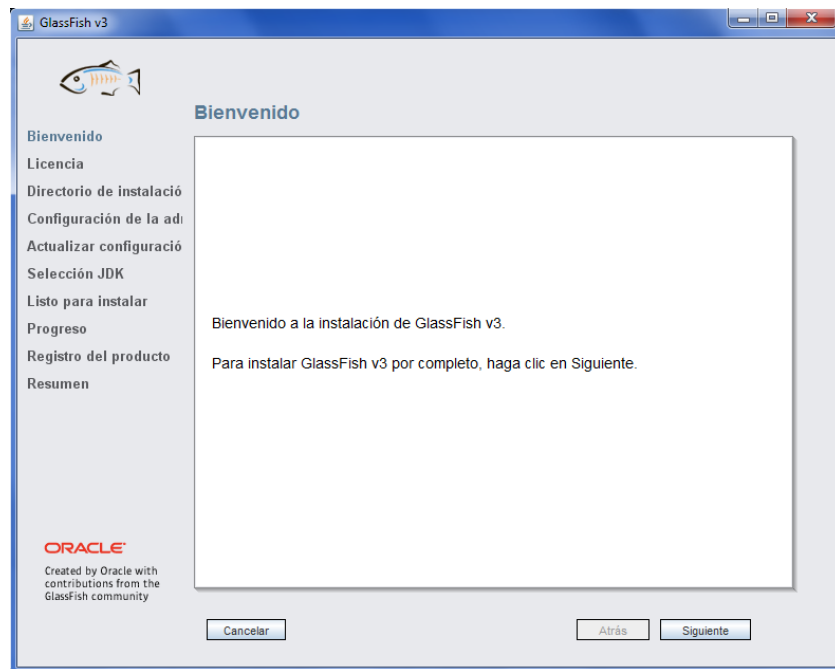 GlassFish v3
Bienvenido
Bienvenido
Licencia
Directorio de instalació
Configuración de la adı
Actualizar configuració
Selección JDK
Listo para instalar
Progreso
Registro del producto
Resumen
Bienvenido a la instalación de GlassFish v3.
Para instalar GlassFish v3 por completo, haga clic en Siguiente.
ORACLE
Created by Oracle with
contributions from the
GlassFish community
Cancelar
Atrás
Siguiente